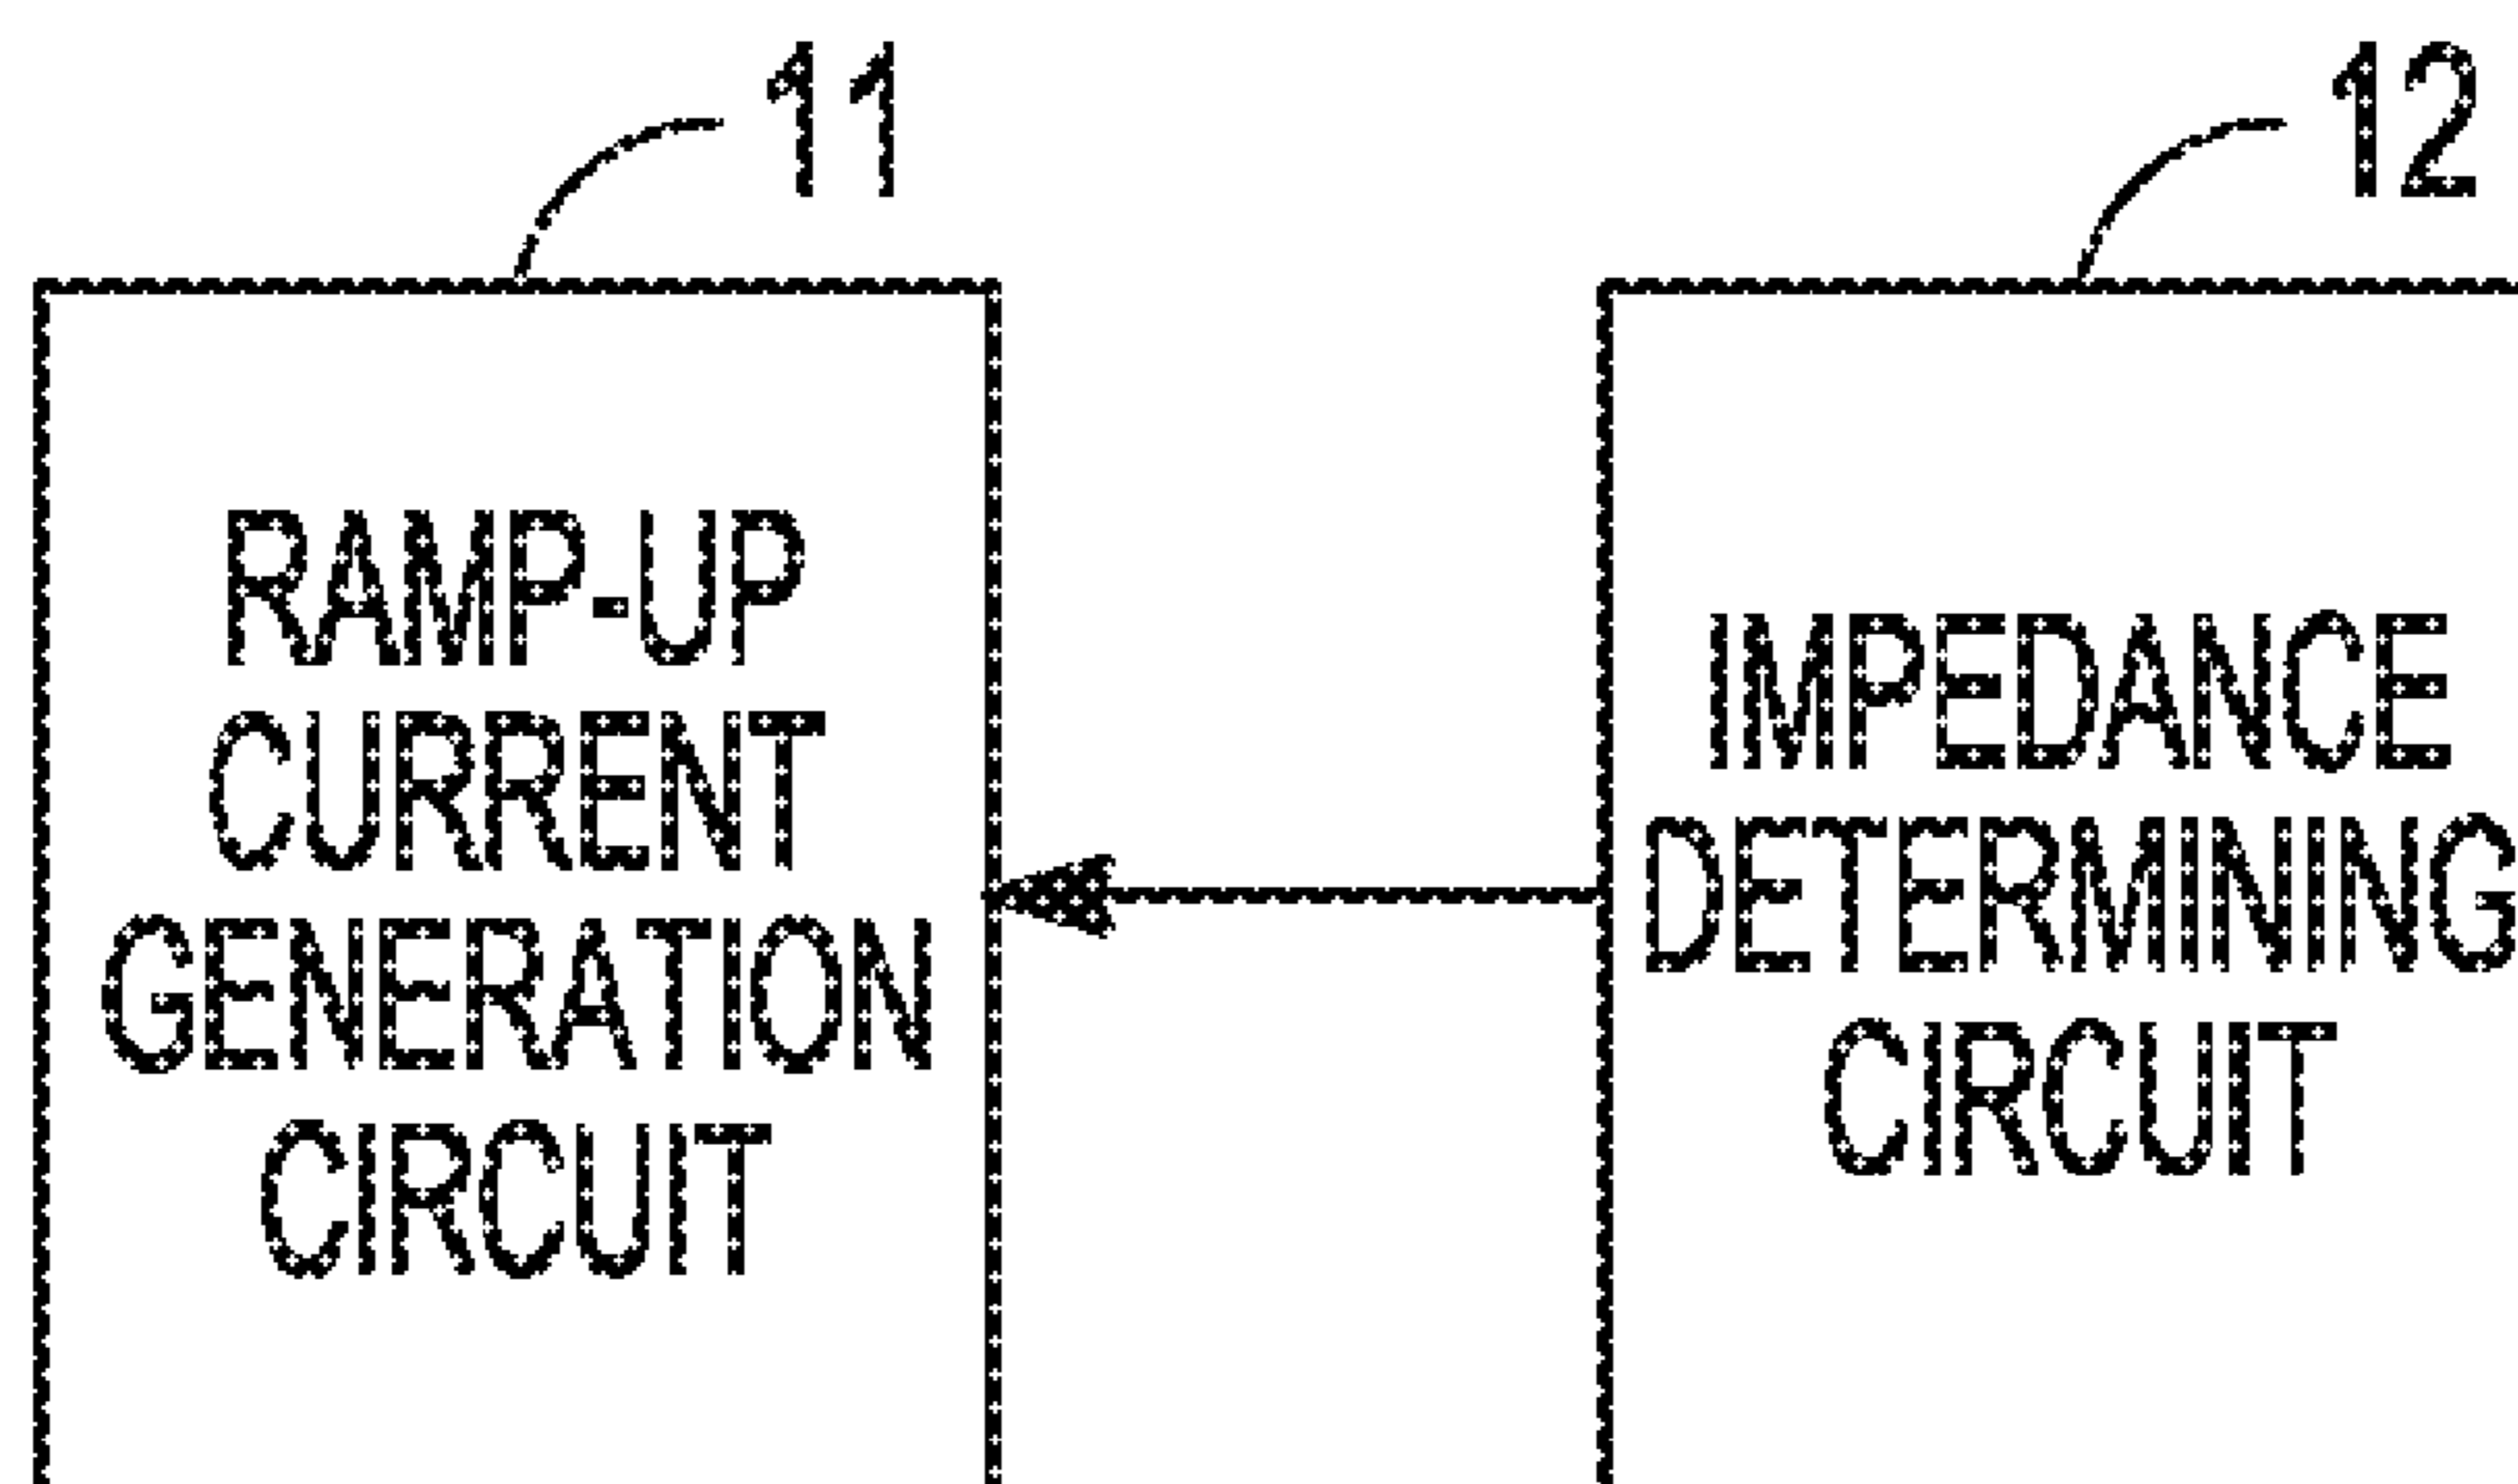 11
12
RAMP-UP
CURRENT
GENERATION
CIRCUIT
IMPEDANCE
DETERMINING
CIRCUIT